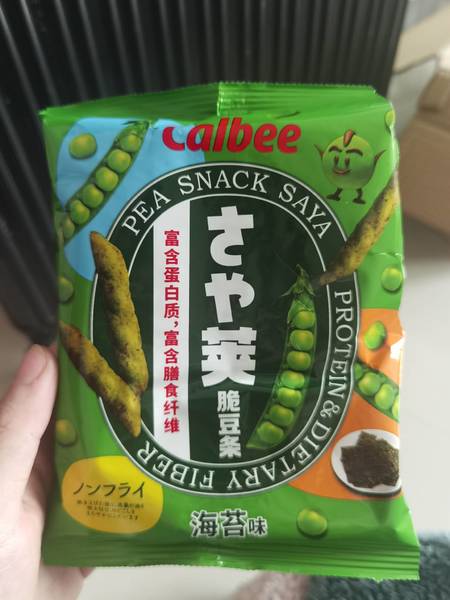 Calbee
PEA SNACK SAYA
PROTEIN & DIETARY FIBER
さや荚
脆豆条
富含蛋白质,富含膳食纤维
ノンフライ
海苔味